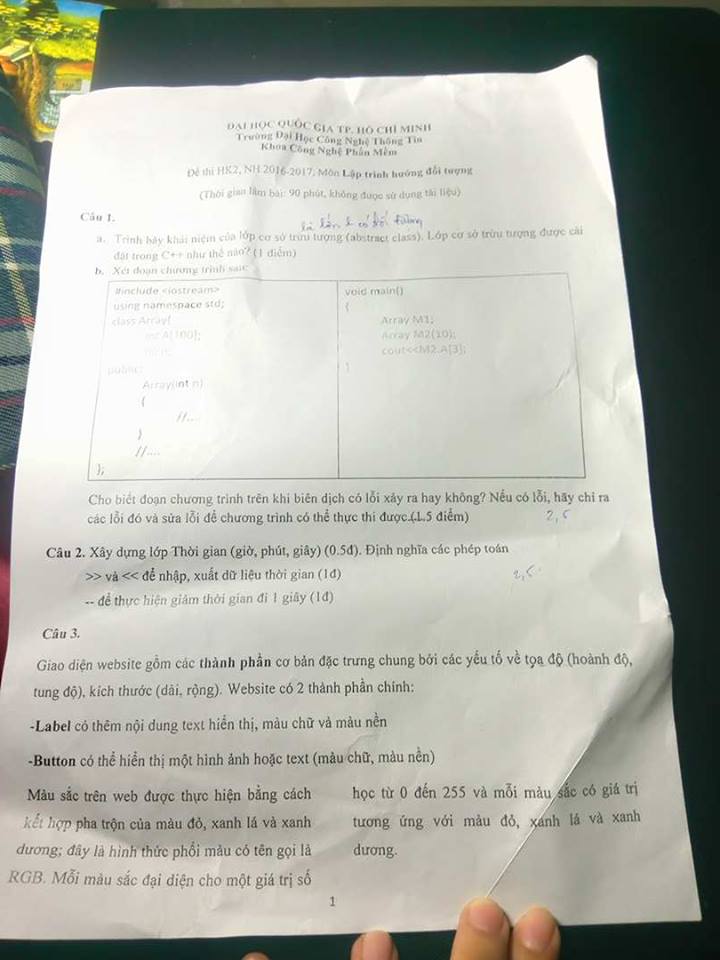 ĐẠI HỌC QUỐC GIA TP. HỒ CHÍ MINH
Trường Đại Học Công Nghệ Thông Tin
Khoa Công Nghệ Phần Mềm
Đề thi HK2, NH 2016-2017, Môn Lập trình hướng đối tượng
(Thời gian làm bài: 90 phút, không được sử dụng tài liệu)
Câu 1.
a. Trình bày khái niệm của lớp cơ sở trừu tượng (abstract class). Lớp cơ sở trừu tượng được cài
đặt trong C++ như thế nào? (1 điểm)
b. Xét đoạn chương trình sau:
#include <iostream>
using namespace std;
class Array{
int A[100];
int n;
public:
Array(int n)
{
//....
}
//....
};
void main()
{
Array M1;
Array M2(10);
cout<<M2.A[3];
}
Cho biết đoạn chương trình trên khi biên dịch có lỗi xảy ra hay không? Nếu có lỗi, hãy chỉ ra
các lỗi đó và sửa lỗi để chương trình có thể thực thi được.(1.5 điểm)
2,5
Câu 2. Xây dựng lớp Thời gian (giờ, phút, giây) (0.5đ). Định nghĩa các phép toán
>> và << để nhập, xuất dữ liệu thời gian (1đ)
2,5
-- để thực hiện giảm thời gian đi 1 giây (1đ)
Câu 3.
Giao diện website gồm các thành phần cơ bản đặc trưng chung bởi các yếu tố về tọa độ (hoành độ,
tung độ), kích thước (dài, rộng). Website có 2 thành phần chính:
-Label có thêm nội dung text hiển thị, màu chữ và màu nền
-Button có thể hiển thị một hình ảnh hoặc text (màu chữ, màu nền)
Màu sắc trên web được thực hiện bằng cách
kết hợp pha trộn của màu đỏ, xanh lá và xanh
dương; đây là hình thức phối màu có tên gọi là
RGB. Mỗi màu sắc đại diện cho một giá trị số
học từ 0 đến 255 và mỗi màu sắc có giá trị
tương ứng với màu đỏ, xanh lá và xanh
dương.
1